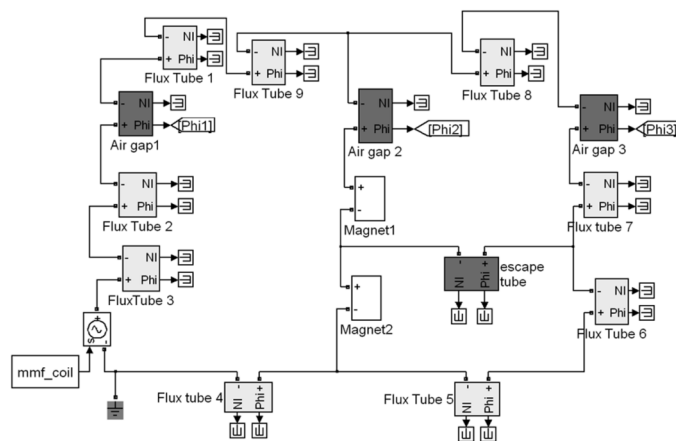 - NI
+ Phi
Flux Tube 1
- NI
+ Phi
Flux Tube 9
- NI
+ Phi
Flux Tube 8
- NI
+ Phi
[Phi1]
Air gap1
- NI
+ Phi
[Phi2]
Air gap 2
- NI
+ Phi
[Phi3]
Air gap 3
- NI
+ Phi
Flux Tube 2
+
-
Magnet1
- NI
+ Phi
Flux tube 7
- NI
+ Phi
FluxTube 3
- +
NI Phi
escape
tube
+
-
Magnet2
- NI
+ Phi
Flux Tube 6
s + -
mmf_coil
- +
NI Phi
Flux tube 4
- +
NI Phi
Flux Tube 5